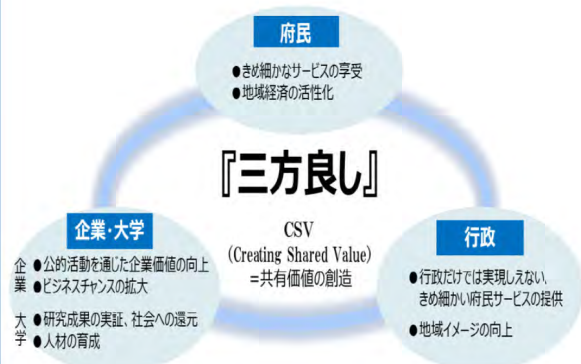 府民
●きめ細かなサービスの享受
●地域経済の活性化
『三方良し』
CSV
(Creating Shared Value)
=共有価値の創造
企業・大学
企業
●公的活動を通じた企業価値の向上
●ビジネスチャンスの拡大
大学
●研究成果の実証、社会への還元
●人材の育成
行政
●行政だけでは実現しえない、
きめ細かい府民サービスの提供
●地域イメージの向上